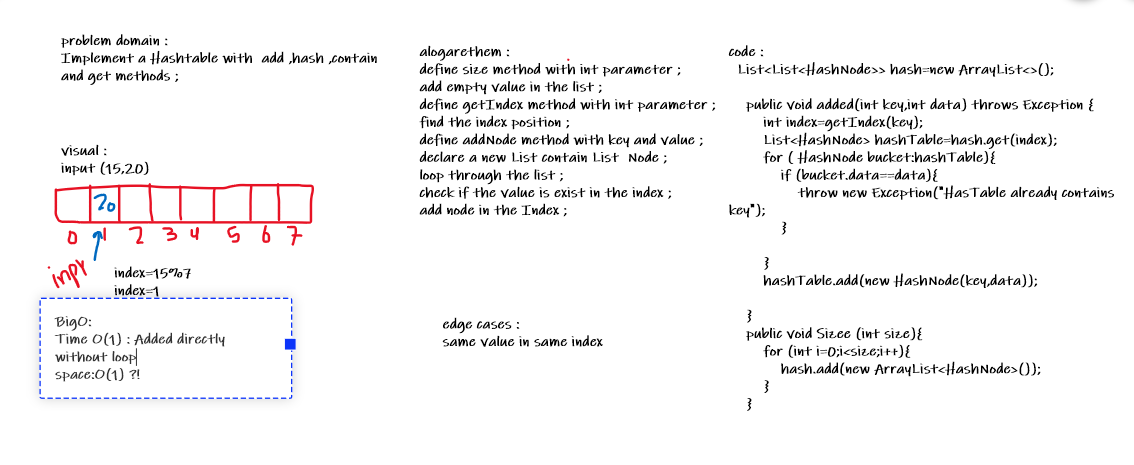 problem domain :
Implement a Hashtable with add ,hash ,contain
and get methods ;
visual :
input (15,20)
20
0 1 2 3 4 5 6 7
index=15%7
index=1
BigO:
Time O(1) : Added directly
without loop
space:O(1) ?!
alogarethem :
define size method with int parameter ;
add empty value in the list ;
define getIndex method with int parameter ;
find the index position ;
define addNode method with key and value ;
declare a new List contain List Node ;
loop through the list ;
check if the value is exist in the index ;
add node in the Index ;
edge cases :
same value in same index
code :
List<List<HashNode>> hash=new ArrayList<>();
public void added(int key,int data) throws Exception {
int index=getIndex(key);
List<HashNode> hashTable=hash.get(index);
for ( HashNode bucket:hashTable){
if (bucket.data==data){
throw new Exception("HasTable already contains
key");
}
}
hashTable.add(new HashNode(key,data));
}
public void Sizee (int size){
for (int i=0;i<size;i++){
hash.add(new ArrayList<HashNode>());
}
}